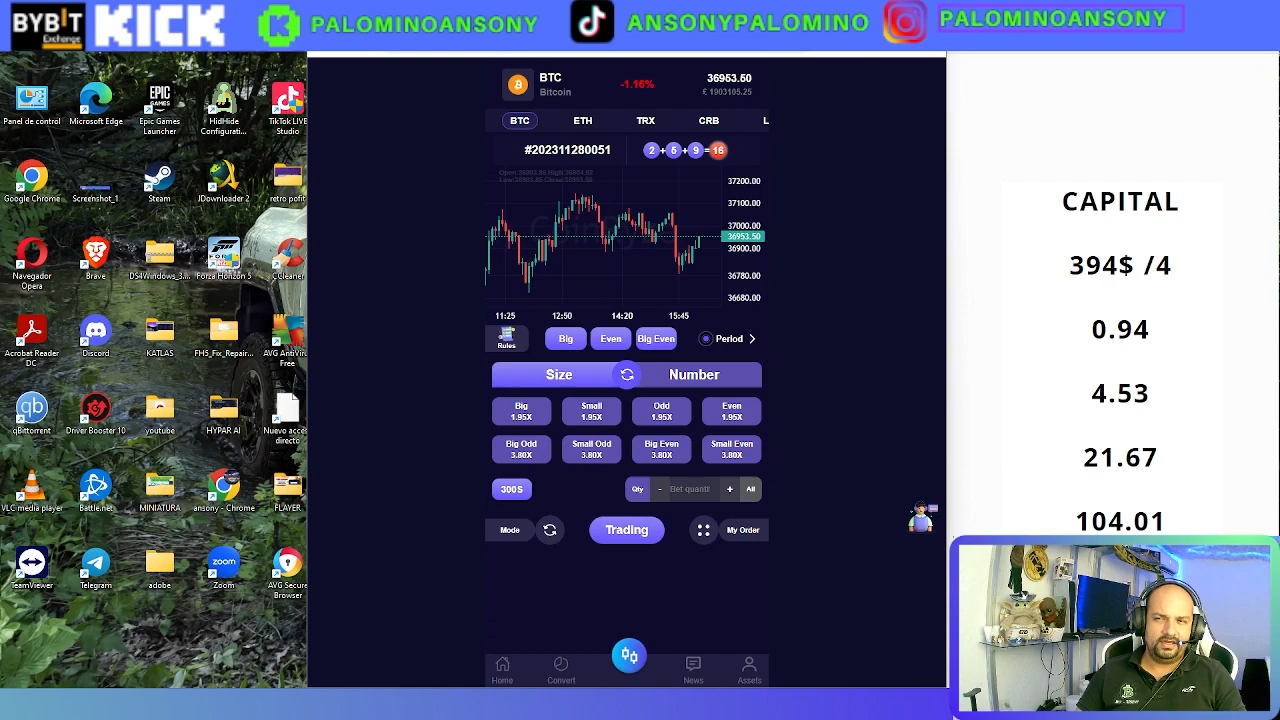 BYBIT
Exchange
KICK
PALOMINOANSONY
ANSONYPALOMINO
PALOMINOANSONY
Panel de control
Microsoft Edge
Epic Games Launcher
HidHide Configurati...
TikTok LIVE Studio
Google Chrome
Screenshot_1
Steam
JDownloader 2
retro pofit
Navegador Opera
Brave
DS4Windows_3....
Forza Horizon 5
CCleaner
Acrobat Reader DC
Discord
KATLAS
FH5_Fix_Repair...
AVG AntiVirus Free
qBittorrent
Driver Booster 10
youtube
HYPAR AI
Nuevo acces directo
VLC media player
Battle.net
MINIATURA
ansony - Chrome
FLAYER
TeamViewer
Telegram
adobe
Zoom
AVG Secure Browser
BTC
Bitcoin
-1.16%
36963.50
£ 1903105.25
BTC ETH TRX CRB L
#202311280051
2+5+9=16
37200.00
37100.00
37000.00
36953.50
36900.00
36780.00
36680.00
11:25 12:50 14:20 15:45
Rules
Big Even Big Even
Period
Size Number
Big 1.95X
Small 1.95X
Odd 1.95X
Even 1.95X
Big Odd 3.80X
Small Odd 3.80X
Big Even 3.80X
Small Even 3.80X
300S
Qty - Bet quanti + All
Mode
Trading
My Order
Home Convert News Assets
CAPITAL
394$ /4
0.94
4.53
21.67
104.01